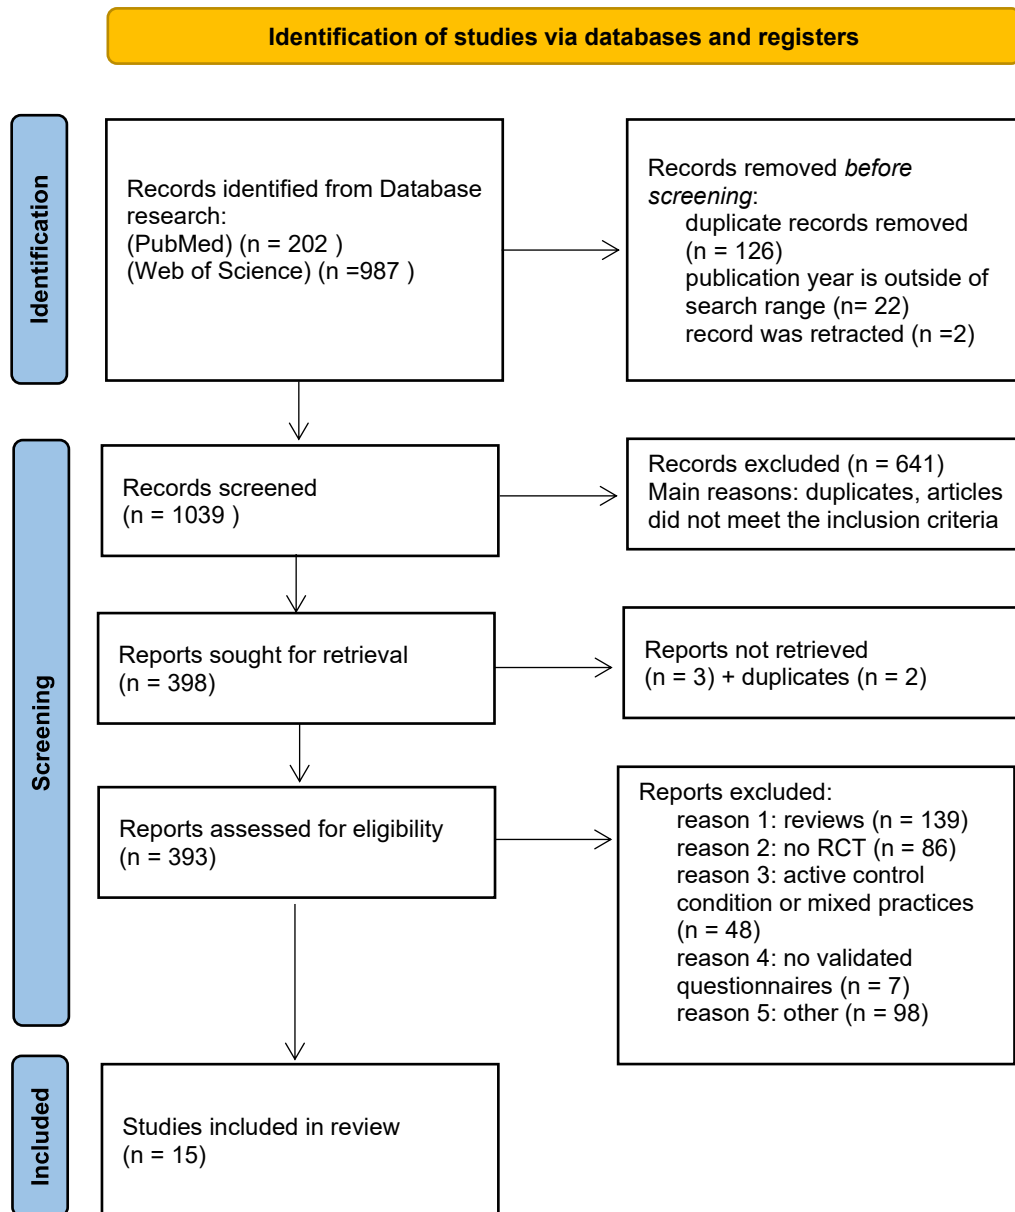 Identification of studies via databases and registers
Identification
Records identified from Database
research:
(PubMed) (n = 202 )
(Web of Science) (n =987 )
Records removed before
screening:
duplicate records removed
(n = 126)
publication year is outside of
search range (n= 22)
record was retracted (n =2)
Screening
Records screened
(n = 1039 )
Records excluded (n = 641)
Main reasons: duplicates, articles
did not meet the inclusion criteria
Reports sought for retrieval
(n = 398)
Reports not retrieved
(n = 3) + duplicates (n = 2)
Reports assessed for eligibility
(n = 393)
Reports excluded:
reason 1: reviews (n = 139)
reason 2: no RCT (n = 86)
reason 3: active control
condition or mixed practices
(n = 48)
reason 4: no validated
questionnaires (n = 7)
reason 5: other (n = 98)
Included
Studies included in review
(n = 15)